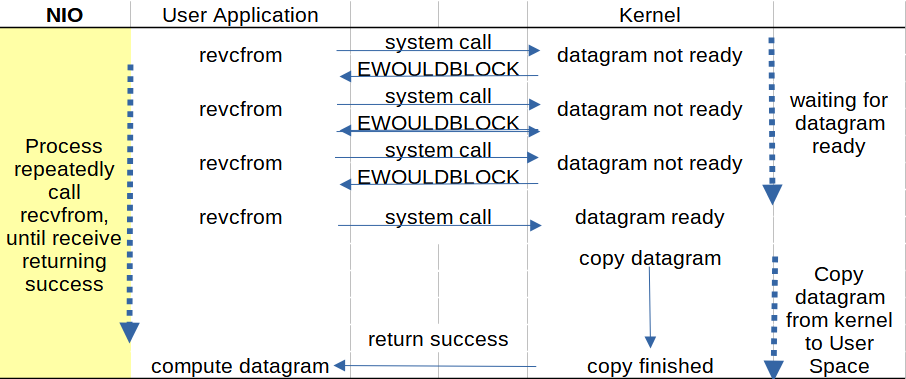 NIO User Application Kernel
revcfrom system call datagram not ready
EWOULDBLOCK
revcfrom system call datagram not ready
EWOULDBLOCK
revcfrom system call datagram not ready
EWOULDBLOCK
revcfrom system call datagram ready
copy datagram
return success
compute datagram copy finished
Process
repeatedly
call
recvfrom,
until receive
returning
success
waiting for
datagram
ready
Copy
datagram
from kernel
to User
Space